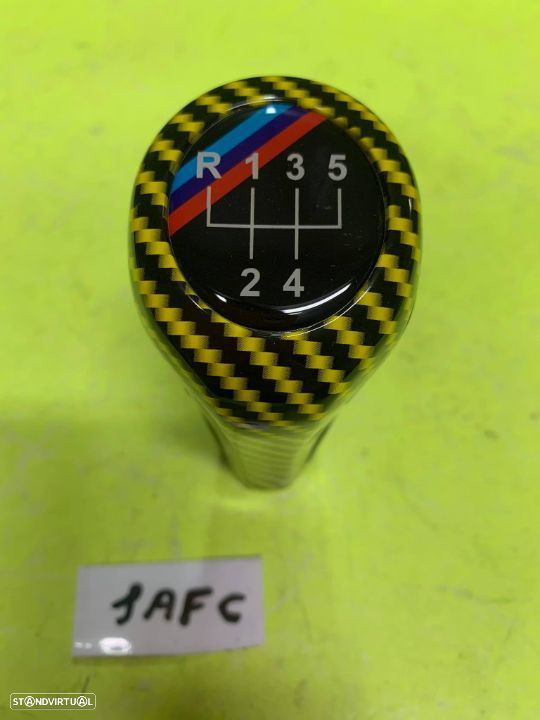 R 1 3 5
2 4
1AFC
STANDVIRTUAL